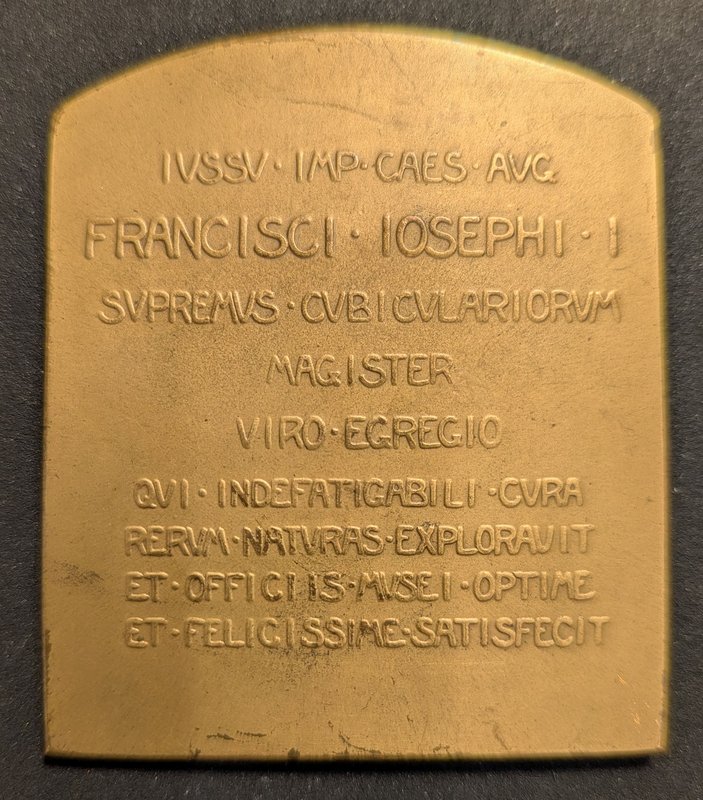 IVSSV · IMP · CAES · AVG
FRANCISCI · IOSEPHI · I
SVPREMVS · CVBICVLARIORVM
MAGISTER
VIRO · EGREGIO
QVI · INDEFATIGABILI · CVRA
RERVM · NATVRAS · EXPLORAVIT
ET · OFFICIIS · MVSEI · OPTIME
ET · FELICISSIME · SATISFECIT